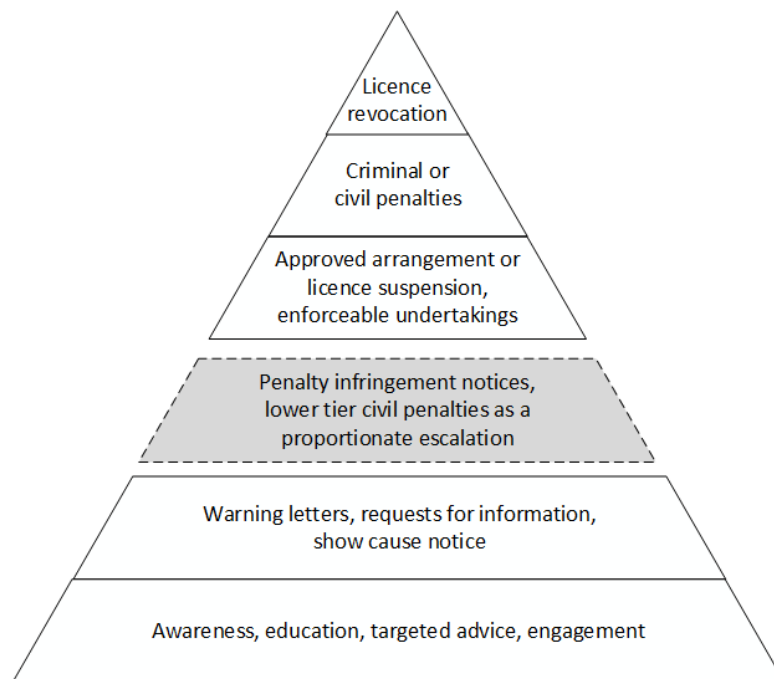 Licence
revocation
Criminal or
civil penalties
Approved arrangement or
licence suspension,
enforceable undertakings
Penalty infringement notices,
lower tier civil penalties as a
proportionate escalation
Warning letters, requests for information,
show cause notice
Awareness, education, targeted advice, engagement